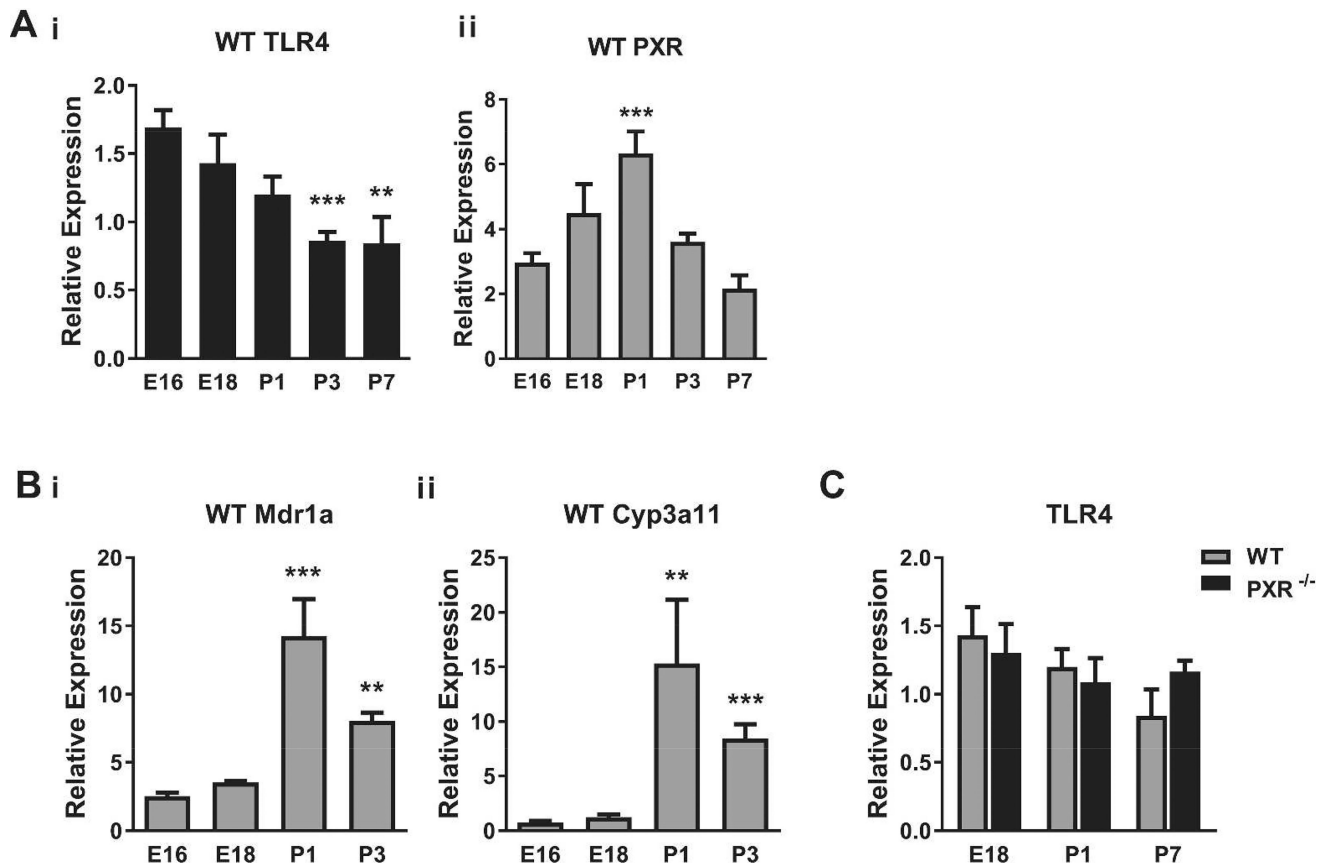 A i
WT TLR4
Relative Expression
2.0
1.5
1.0
0.5
0.0
*** **
E16 E18 P1 P3 P7
ii
WT PXR
Relative Expression
8
6
4
2
0
***
E16 E18 P1 P3 P7
B i
WT Mdr1a
Relative Expression
20
15
10
5
0
***
**
E16 E18 P1 P3
ii
WT Cyp3a11
Relative Expression
25
20
15
10
5
0
**
***
E16 E18 P1 P3
C
TLR4
Relative Expression
2.0
1.5
1.0
0.5
0.0
E18 P1 P7
WT
PXR -/-